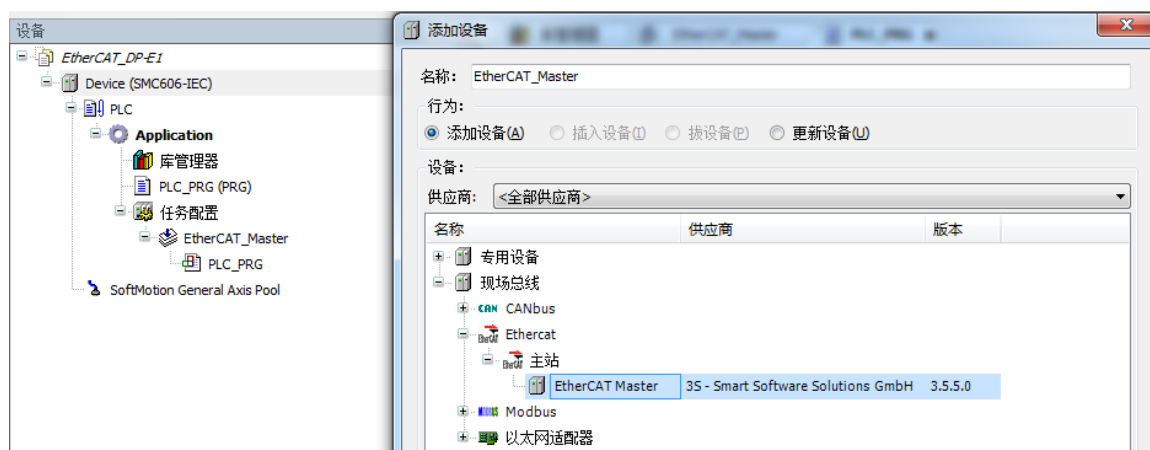 设备
EtherCAT_DP-E1
Device (SMC606-IEC)
PLC
Application
库管理器
PLC_PRG (PRG)
任务配置
EtherCAT_Master
PLC_PRG
SoftMotion General Axis Pool
添加设备
名称: EtherCAT_Master
行为:
添加设备(A) 插入设备(I) 拔设备(P) 更新设备(U)
设备:
供应商: <全部供应商>
名称 供应商 版本
专用设备
现场总线
CAN CANbus
EtherCAT Ethercat
EtherCAT 主站
EtherCAT Master 3S - Smart Software Solutions GmbH 3.5.5.0
MODBUS Modbus
以太网适配器